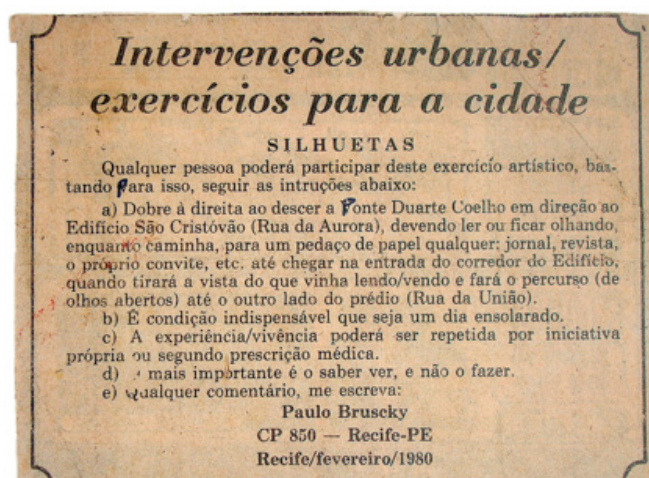 Intervenções urbanas/
exercícios para a cidade
SILHUETAS
Qualquer pessoa poderá participar deste exercício artístico, bas-
tando para isso, seguir as intruções abaixo:
a) Dobre à direita ao descer a Ponte Duarte Coelho em direção ao
Edifício São Cristóvão (Rua da Aurora), devendo ler ou ficar olhando,
enquanto caminha, para um pedaço de papel qualquer: jornal, revista,
o próprio convite, etc. até chegar na entrada do corredor do Edifício,
quando tirará a vista do que vinha lendo/vendo e fará o percurso (de
olhos abertos) até o outro lado do prédio (Rua da União).
b) É condição indispensável que seja um dia ensolarado.
c) A experiência/vivência poderá ser repetida por iniciativa
própria ou segundo prescrição médica.
d) mais importante é o saber ver, e não o fazer.
e) Qualquer comentário, me escreva:
Paulo Bruscky
CP 850 — Recife-PE
Recife/fevereiro/1980